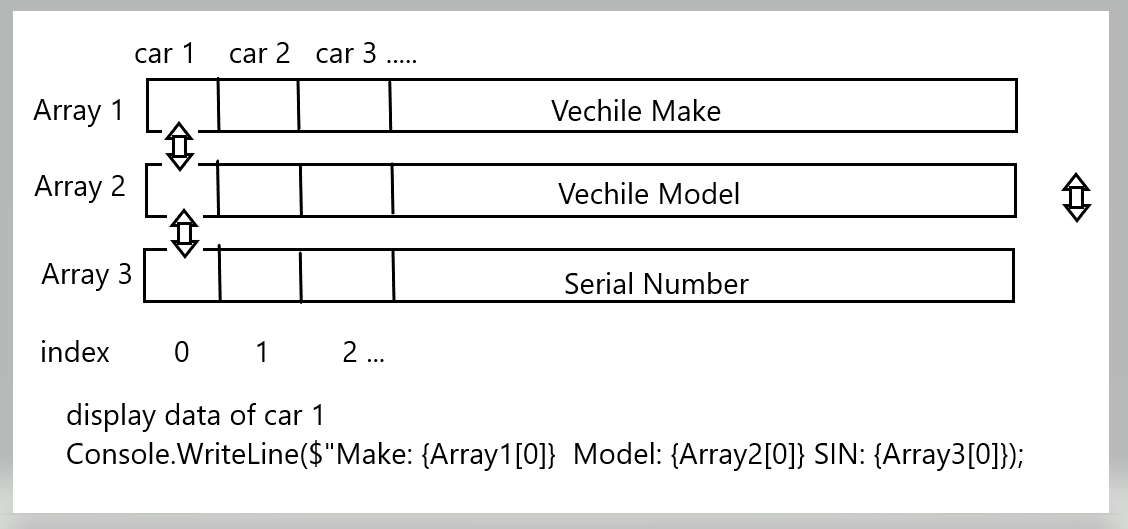 car 1 car 2 car 3 .....
Array 1 Vechile Make
Array 2 Vechile Model
Array 3 Serial Number
index 0 1 2 ...
display data of car 1
Console.WriteLine($"Make: {Array1[0]} Model: {Array2[0]} SIN: {Array3[0]});